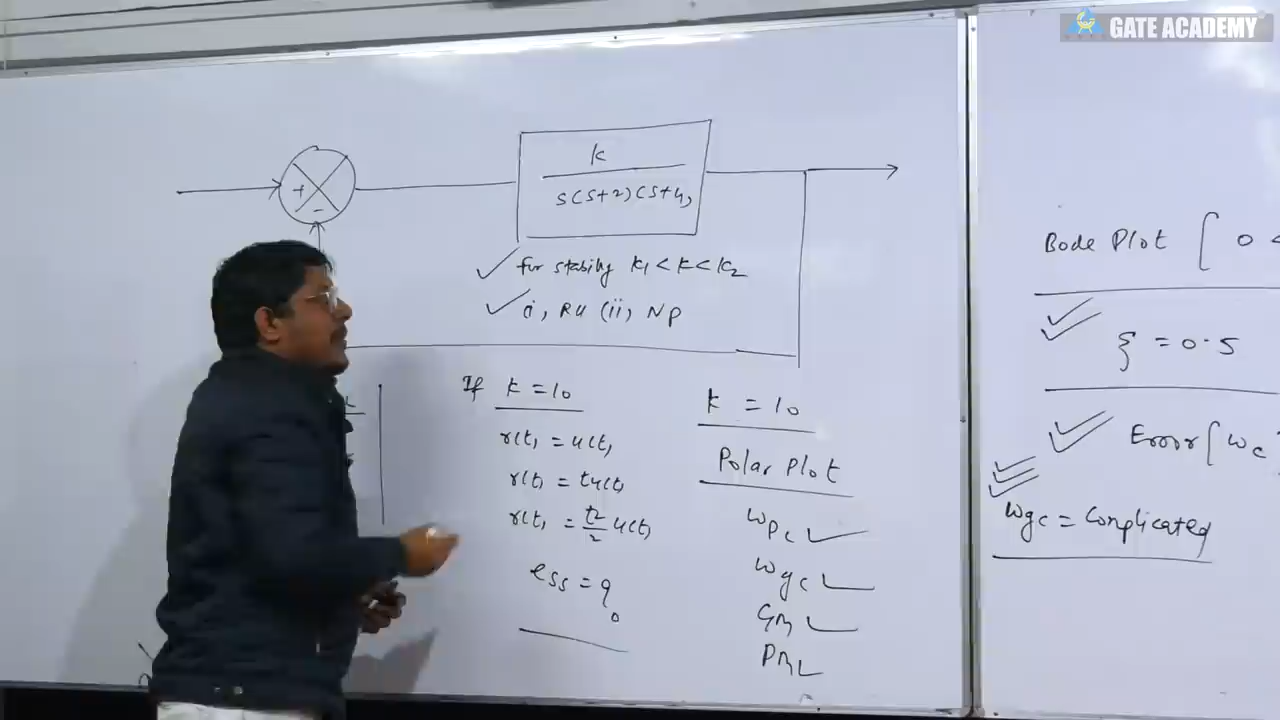 GATE ACADEMY
K
S(S+2)(S+4)
+
-
for stability K1 < K < K2
i, RH (ii) NP
If K = 10
r(t) = u(t)
r(t) = tu(t)
r(t) = t2/2 u(t)
ess = ?
K = 10
Polar Plot
ωpc
ωgc
GM
PM
Bode Plot [ 0 <
ξ = 0.5
Error [ ωc
ωgc = Complicated